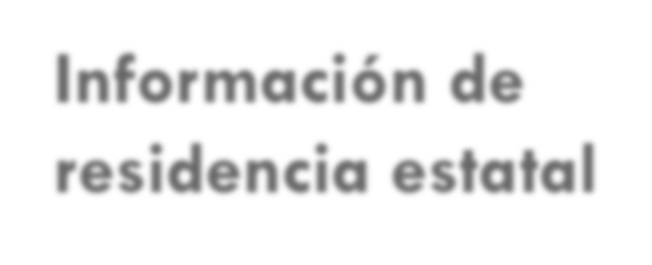 Información de
residencia estatal